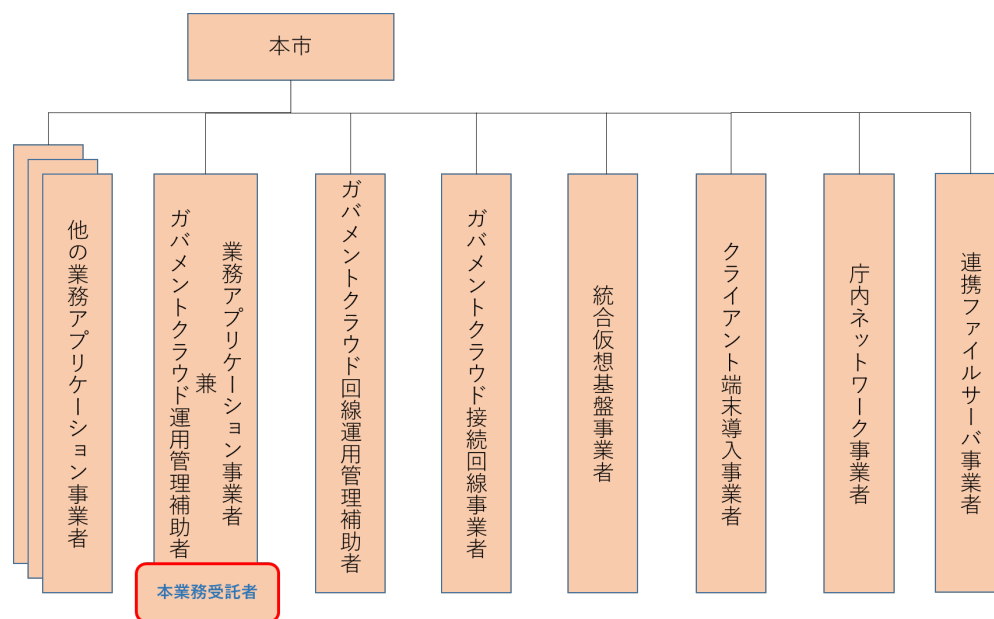 本市
他の業務アプリケーション事業者
業務アプリケーション事業者
兼
ガバメントクラウド運用管理補助者
ガバメントクラウド回線運用管理補助者
ガバメントクラウド接続回線事業者
統合仮想基盤事業者
クライアント端末導入事業者
庁内ネットワーク事業者
連携ファイルサーバ事業者
本業務受託者